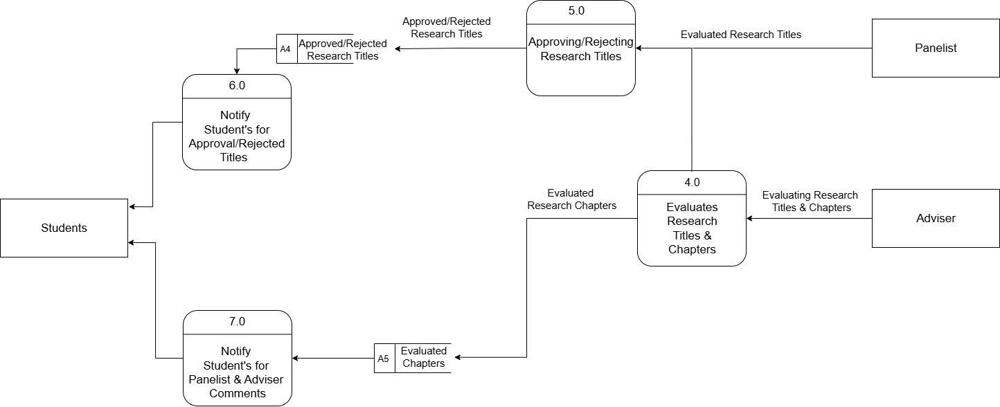 5.0
Approving/Rejecting
Research Titles
Approved/Rejected
Research Titles
Evaluated Research Titles
Panelist
A4
Approved/Rejected
Research Titles
6.0
Notify
Student's for
Approval/Rejected
Titles
Students
4.0
Evaluates
Research
Titles &
Chapters
Evaluated
Research Chapters
Evaluating Research
Titles & Chapters
Adviser
7.0
Notify
Student's for
Panelist & Adviser
Comments
A5
Evaluated
Chapters